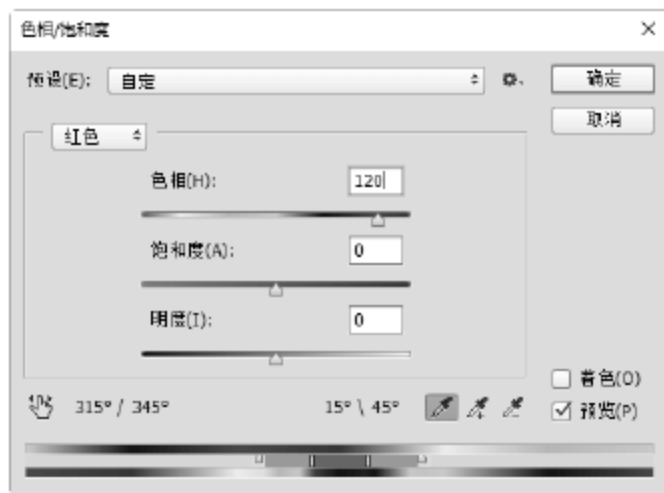 色相/饱和度
预设(E): 自定
确定
取消
红色
色相(H): 120
饱和度(A): 0
明度(I): 0
着色(O)
315° / 345° 15° \ 45° 预览(P)